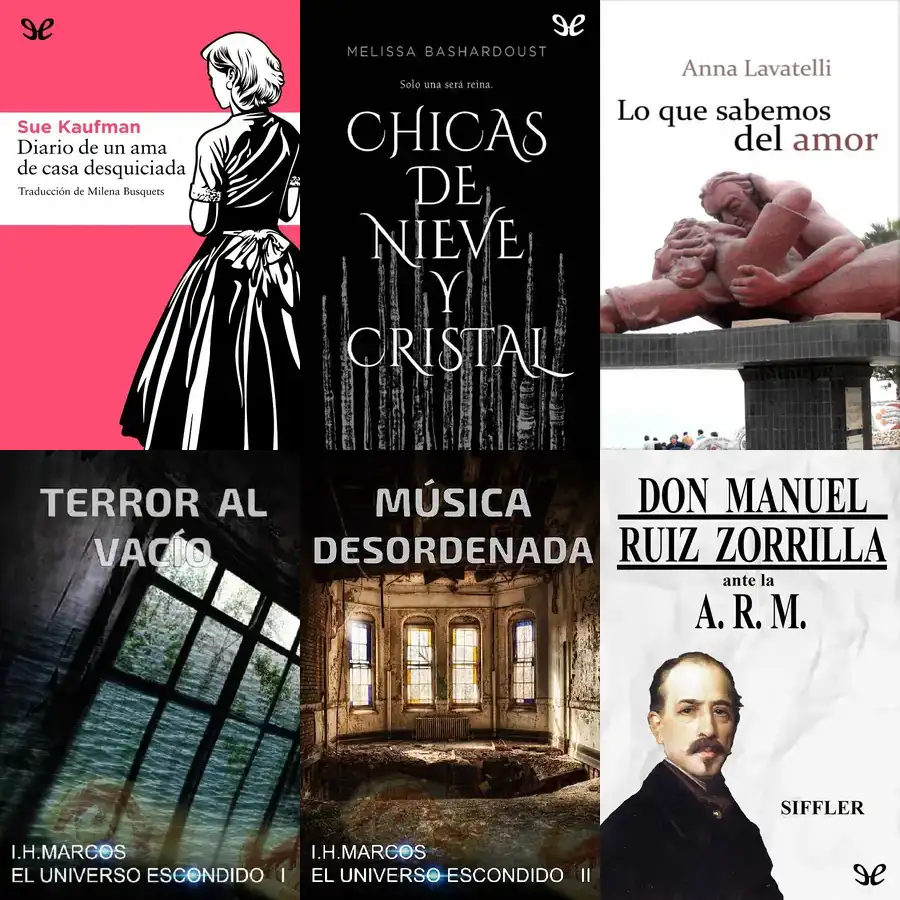 Sue Kaufman
Diario de un ama
de casa desquiciada
Traducción de Milena Busquets
MELISSA BASHARDOUST
Solo una será reina.
CHICAS
DE
NIEVE
Y
CRISTAL
Anna Lavatelli
Lo que sabemos
del amor
TERROR AL
VACÍO
I.H.MARCOS
EL UNIVERSO ESCONDIDO I
MÚSICA
DESORDENADA
I.H.MARCOS
EL UNIVERSO ESCONDIDO II
DON MANUEL
RUIZ ZORRILLA
ante la
A. R. M.
SIFFLER